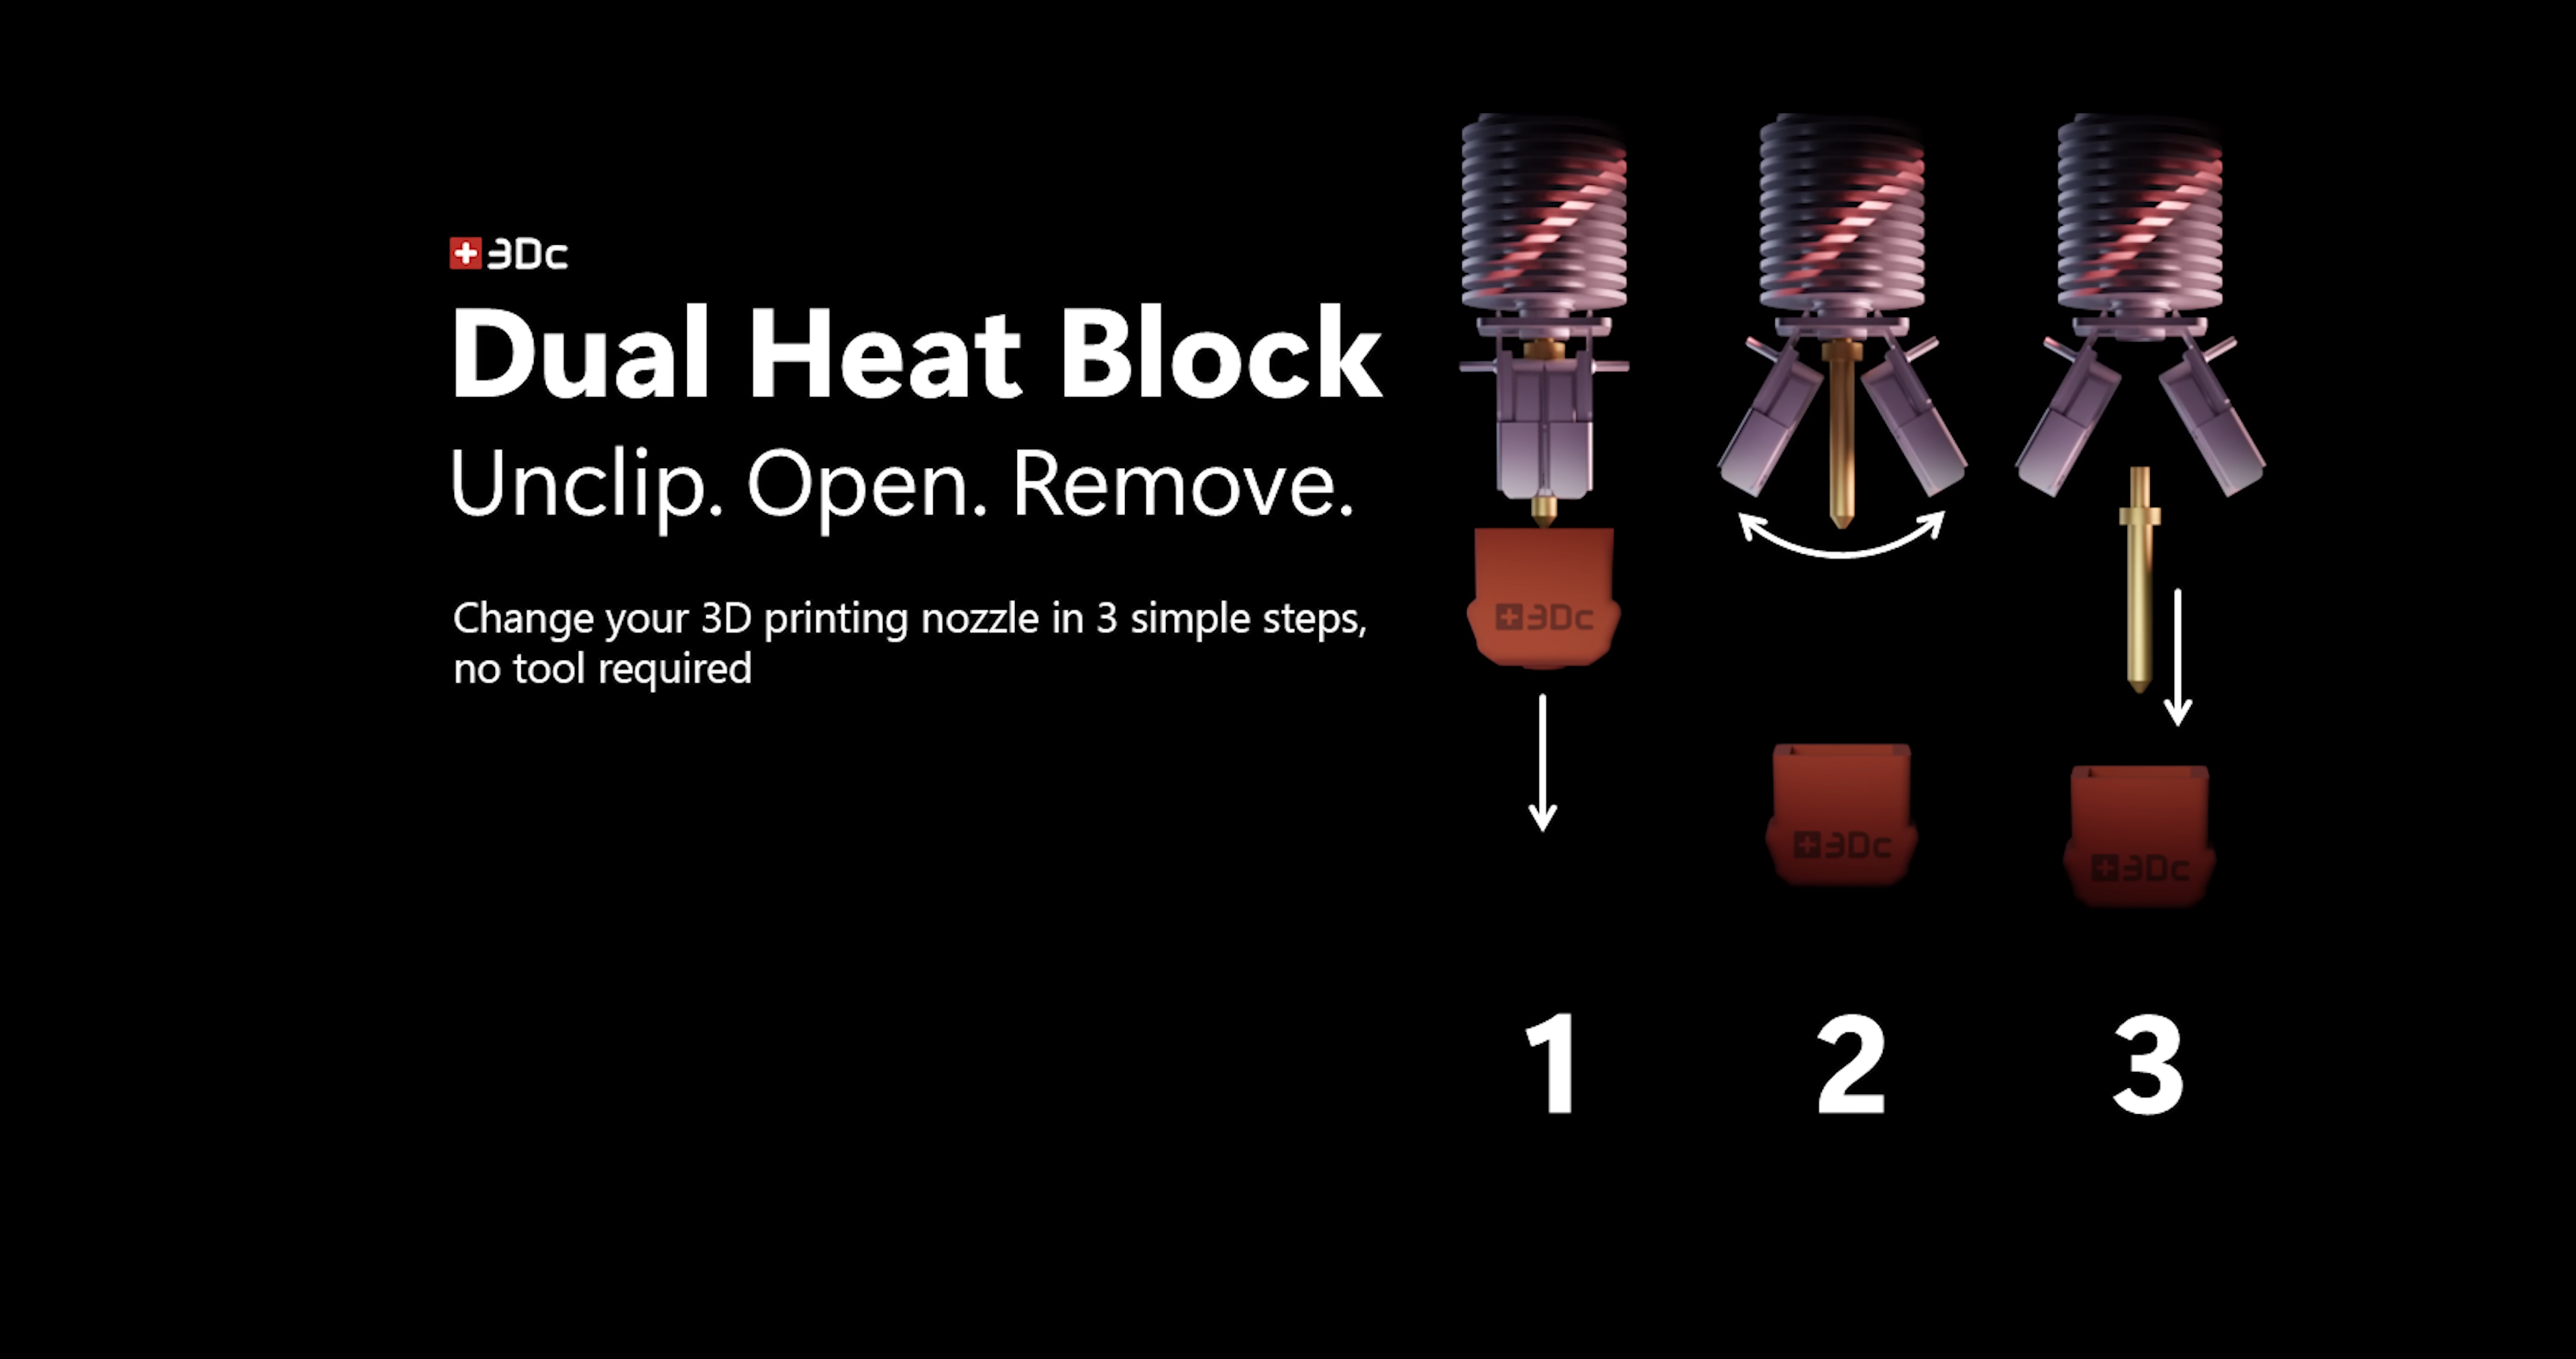 3Dc
Dual Heat Block
Unclip. Open. Remove.
Change your 3D printing nozzle in 3 simple steps,
no tool required
3Dc
3Dc
3Dc
1
2
3